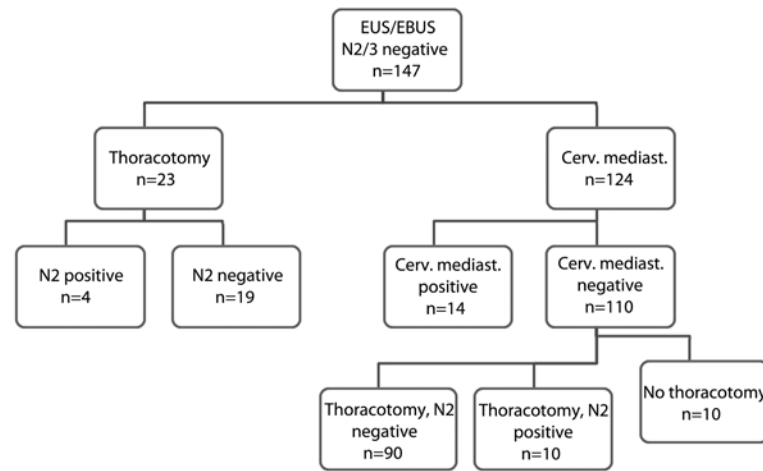 EUS/EBUS
N2/3 negative
n=147
Thoracotomy
n=23
Cerv. mediast.
n=124
N2 positive
n=4
N2 negative
n=19
Cerv. mediast.
positive
n=14
Cerv. mediast.
negative
n=110
Thoracotomy, N2
negative
n=90
Thoracotomy, N2
positive
n=10
No thoracotomy
n=10